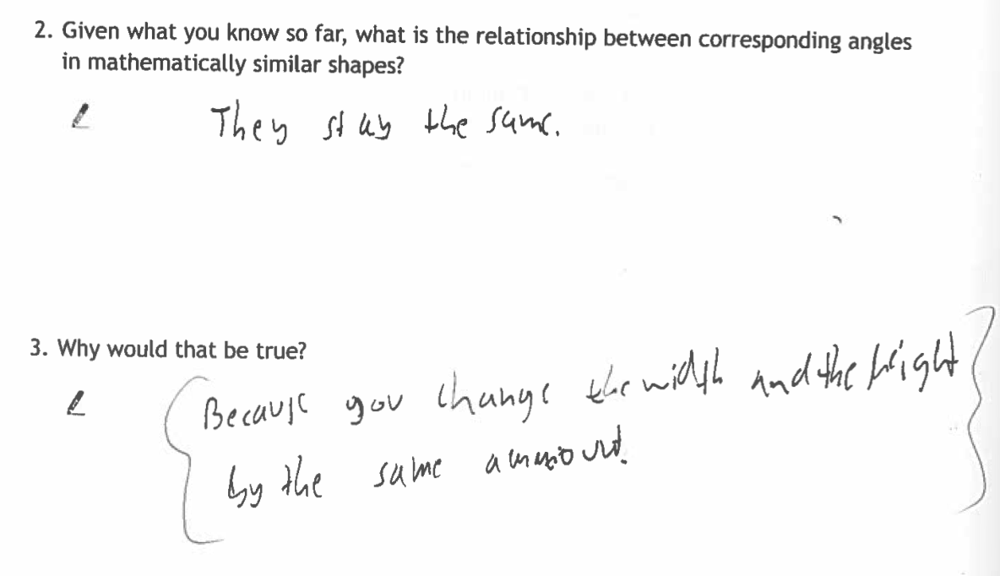 2. Given what you know so far, what is the relationship between corresponding angles
in mathematically similar shapes?
They stay the same.
3. Why would that be true?
Because you change the width and the height
by the same ammount.